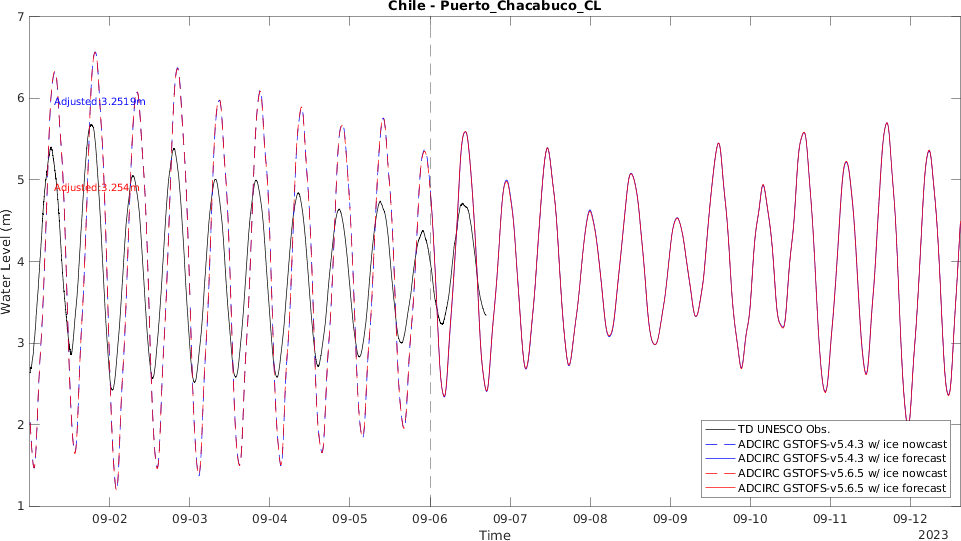 Chile - Puerto_Chacabuco_CL
Water Level (m)
7
6
5
4
3
2
1
Adjusted:3.2519m
Adjusted:3.254m
TD UNESCO Obs.
ADCIRC GSTOFS-v5.4.3 w/ ice nowcast
ADCIRC GSTOFS-v5.4.3 w/ ice forecast
ADCIRC GSTOFS-v5.6.5 w/ ice nowcast
ADCIRC GSTOFS-v5.6.5 w/ ice forecast
09-02 09-03 09-04 09-05 09-06 09-07 09-08 09-09 09-10 09-11 09-12
Time
2023